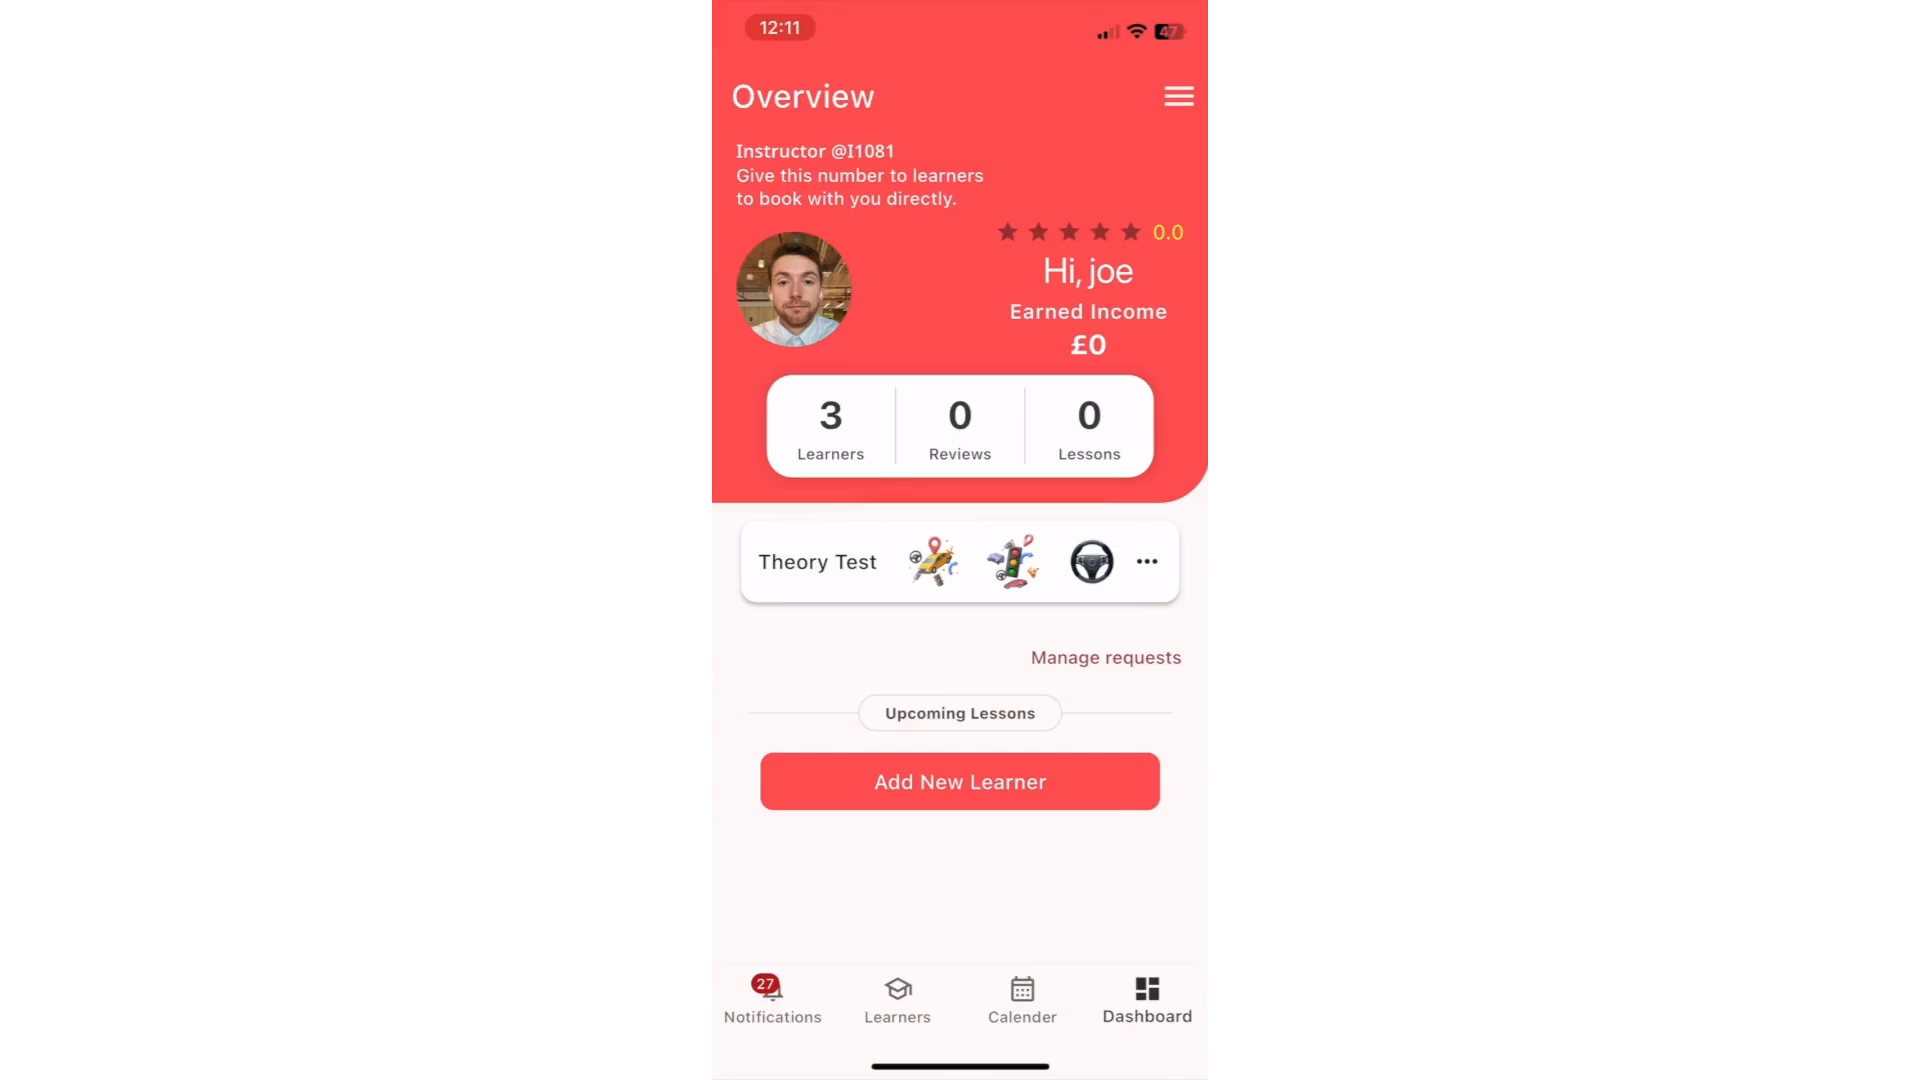 12:11
47
Overview
Instructor @I1081
Give this number to learners
to book with you directly.
0.0
Hi, joe
Earned Income
£0
3 0 0
Learners Reviews Lessons
Theory Test
Manage requests
Upcoming Lessons
Add New Learner
27
Notifications Learners Calender Dashboard